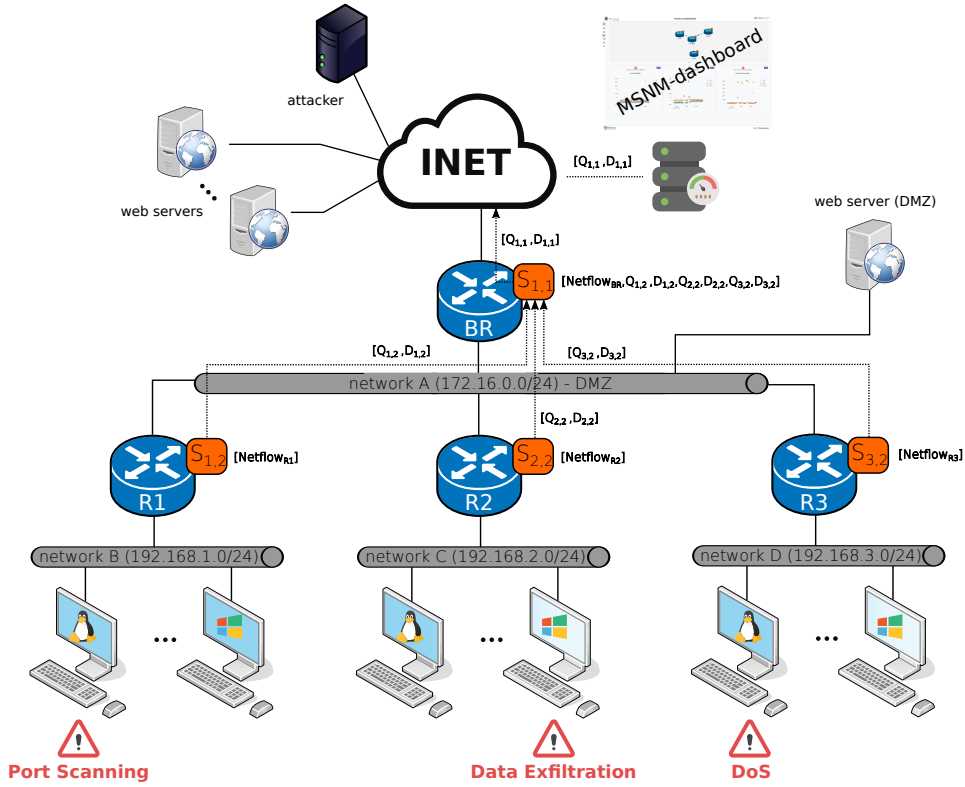 MSNM-dashboard
attacker
INET
[Q1,1 ,D1,1]
web servers
web server (DMZ)
[Q1,1 ,D1,1]
S1,1
[NetflowBR,Q1,2 ,D1,2,Q2,2,D2,2,Q3,2,D3,2]
BR
[Q1,2 ,D1,2]
[Q3,2 ,D3,2]
network A (172.16.0.0/24) - DMZ
[Q2,2 ,D2,2]
S1,2
[NetflowR1]
S2,2
[NetflowR2]
S3,2
[NetflowR3]
R1
R2
R3
network B (192.168.1.0/24)
network C (192.168.2.0/24)
network D (192.168.3.0/24)
...
...
...
!
!
!
Port Scanning
Data Exfiltration
DoS